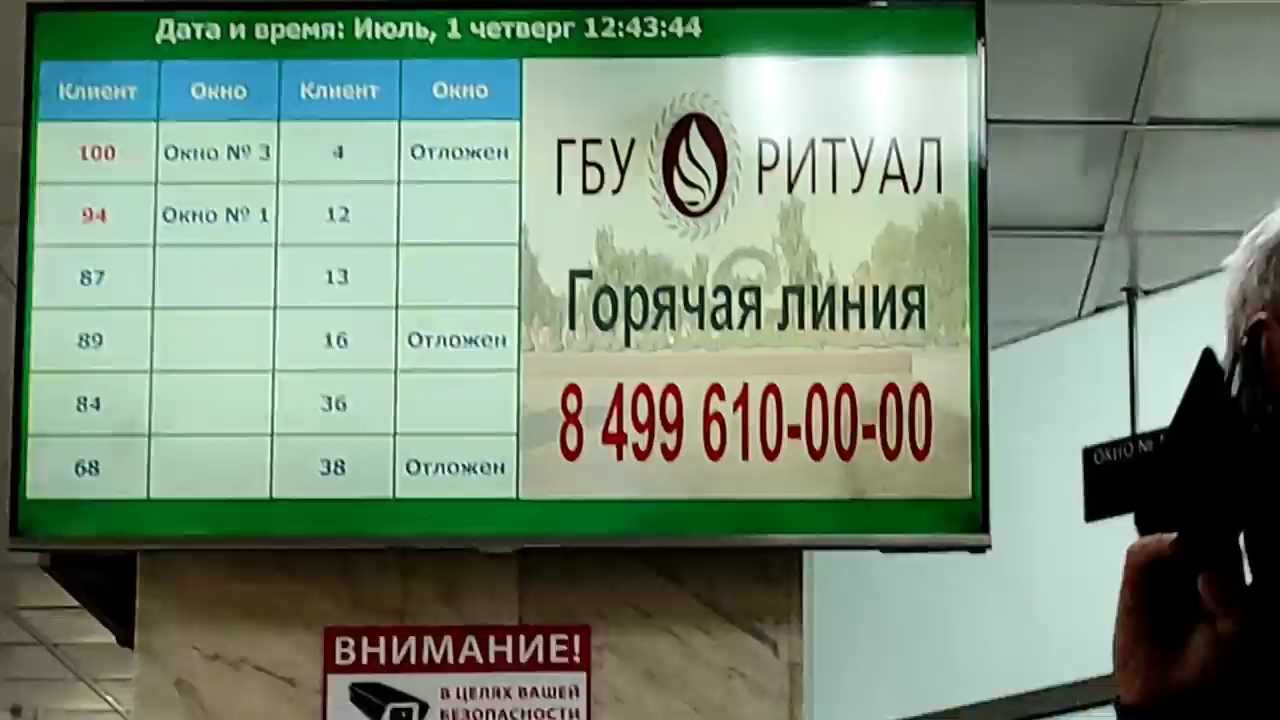 Дата и время: Июль, 1 четверг 12:43:44
Клиент Окно Клиент Окно
100 Окно № 3 4 Отложен
94 Окно № 1 12
87 13
89 16 Отложен
84 36
68 38 Отложен
ГБУ РИТУАЛ
Горячая линия
8 499 610-00-00
ОКНО №
ВНИМАНИЕ!
В ЦЕЛЯХ ВАШЕЙ
БЕЗОПАСНОСТИ